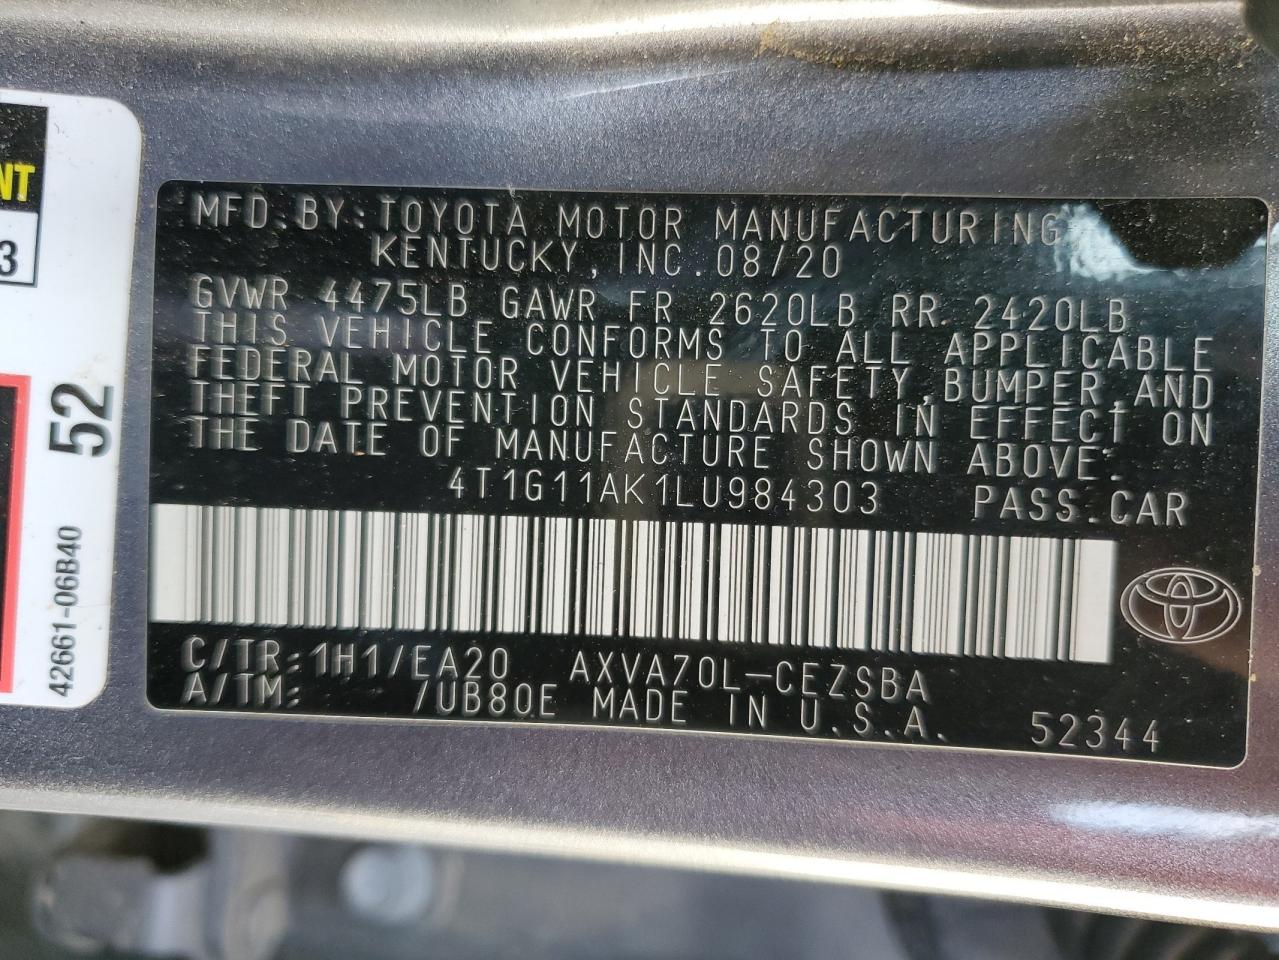 NT
3
52
42661-06B40
MFD.BY:TOYOTA MOTOR MANUFACTURING
KENTUCKY,INC.08/20
GVWR 4475LB GAWR FR 2620LB RR 2420LB
THIS VEHICLE CONFORMS TO ALL APPLICABLE
FEDERAL MOTOR VEHICLE SAFETY,BUMPER,AND
THEFT PREVENTION STANDARDS IN EFFECT ON
THE DATE OF MANUFACTURE SHOWN ABOVE:
4T1G11AK1LU984303 PASS.CAR
C/TR:1H1/EA20 AXVA70L-CEZSBA
A/TM: /UB80E MADE IN U.S.A. 52344